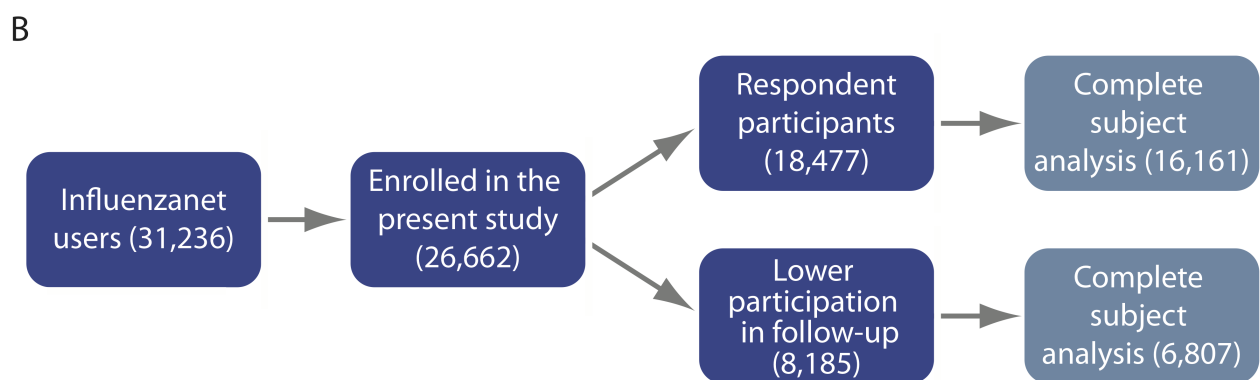 B
Influenzanet
users (31,236)
Enrolled in the
present study
(26,662)
Respondent
participants
(18,477)
Complete
subject
analysis (16,161)
Lower
participation
in follow-up
(8,185)
Complete
subject
analysis (6,807)